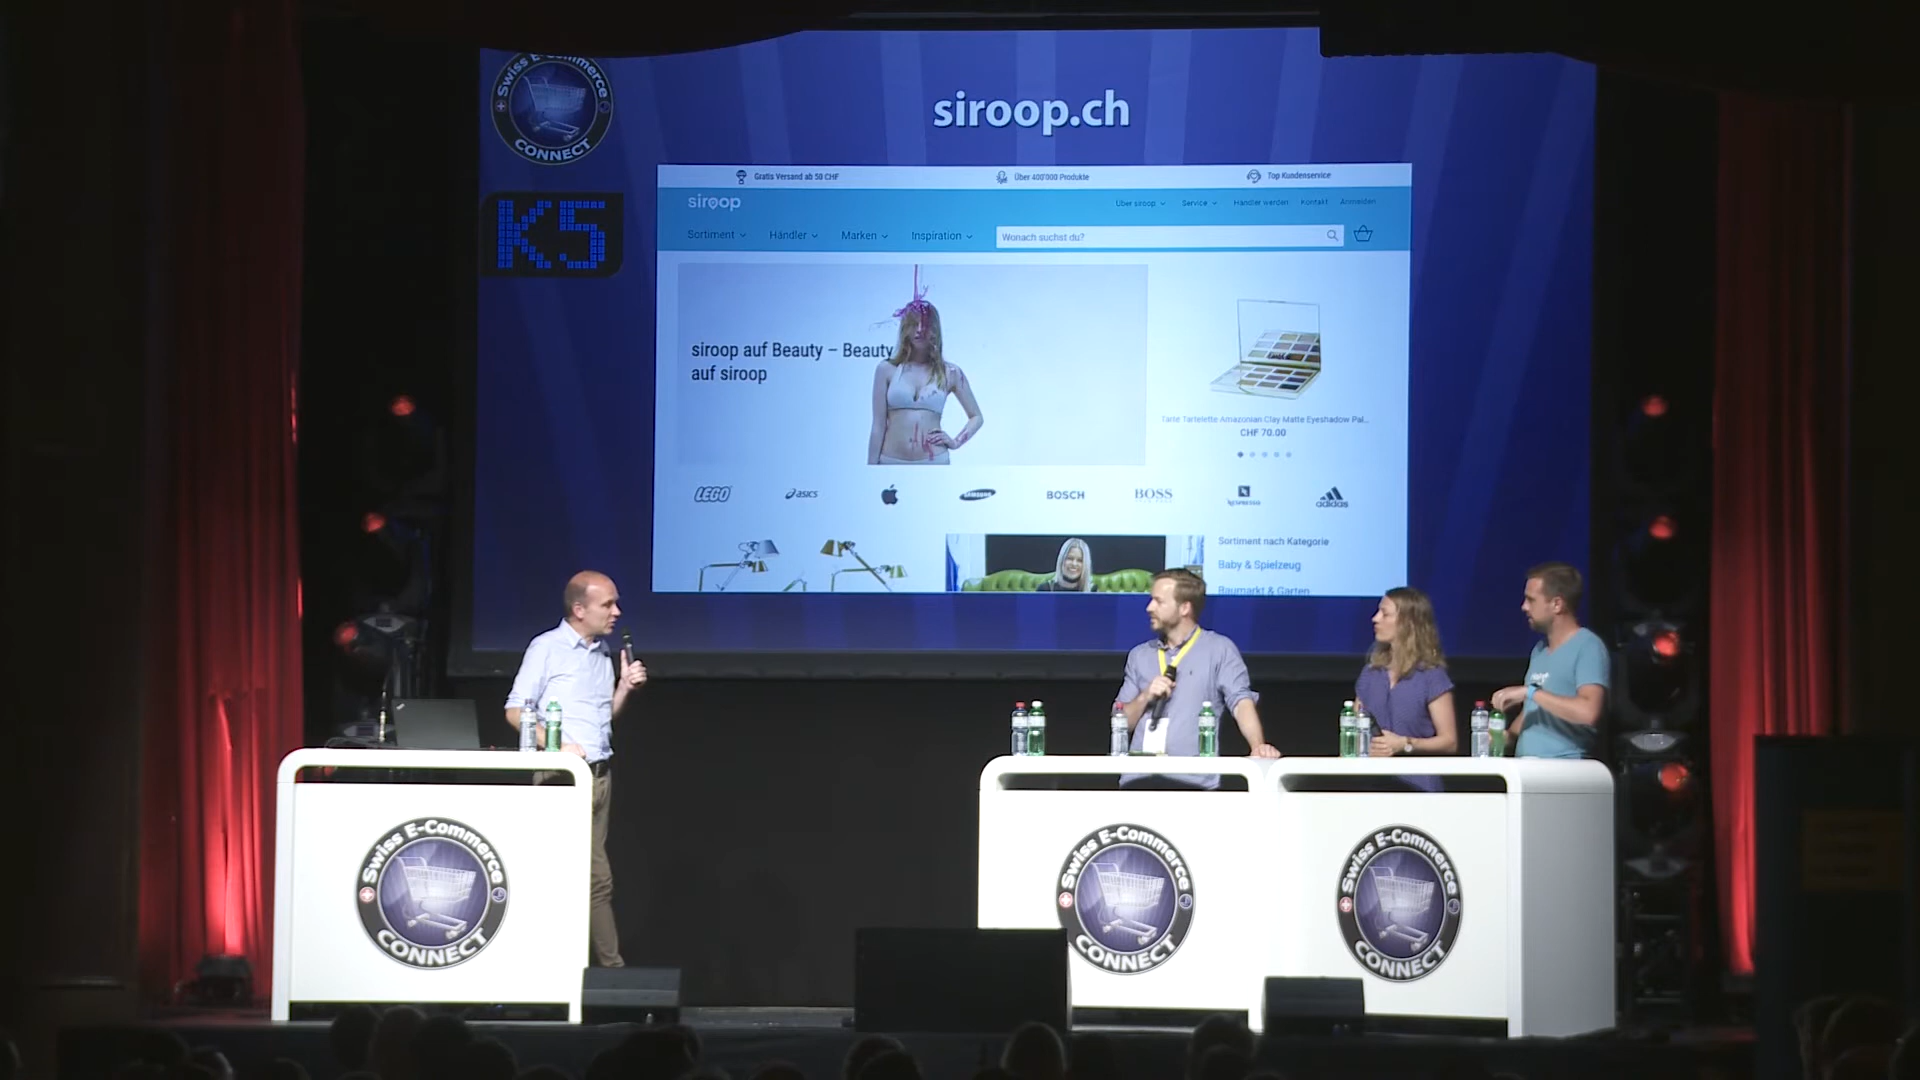 Swiss E-Commerce
CONNECT
K5
siroop.ch
Gratis Versand ab 50 CHF
Über 400'000 Produkte
Top Kundenservice
siroop
Über siroop
Service
Händler werden
Kontakt
Anmelden
Sortiment
Händler
Marken
Inspiration
Wonach suchst du?
siroop auf Beauty – Beauty
auf siroop
Tarte Tartelette Amazonian Clay Matte Eyeshadow Pal...
CHF 70.00
LEGO
asics
SAMSUNG
BOSCH
BOSS
NESPRESSO
adidas
Sortiment nach Kategorie
Baby & Spielzeug
Baumarkt & Garten
Swiss E-Commerce
CONNECT
Swiss E-Commerce
CONNECT
Swiss E-Commerce
CONNECT